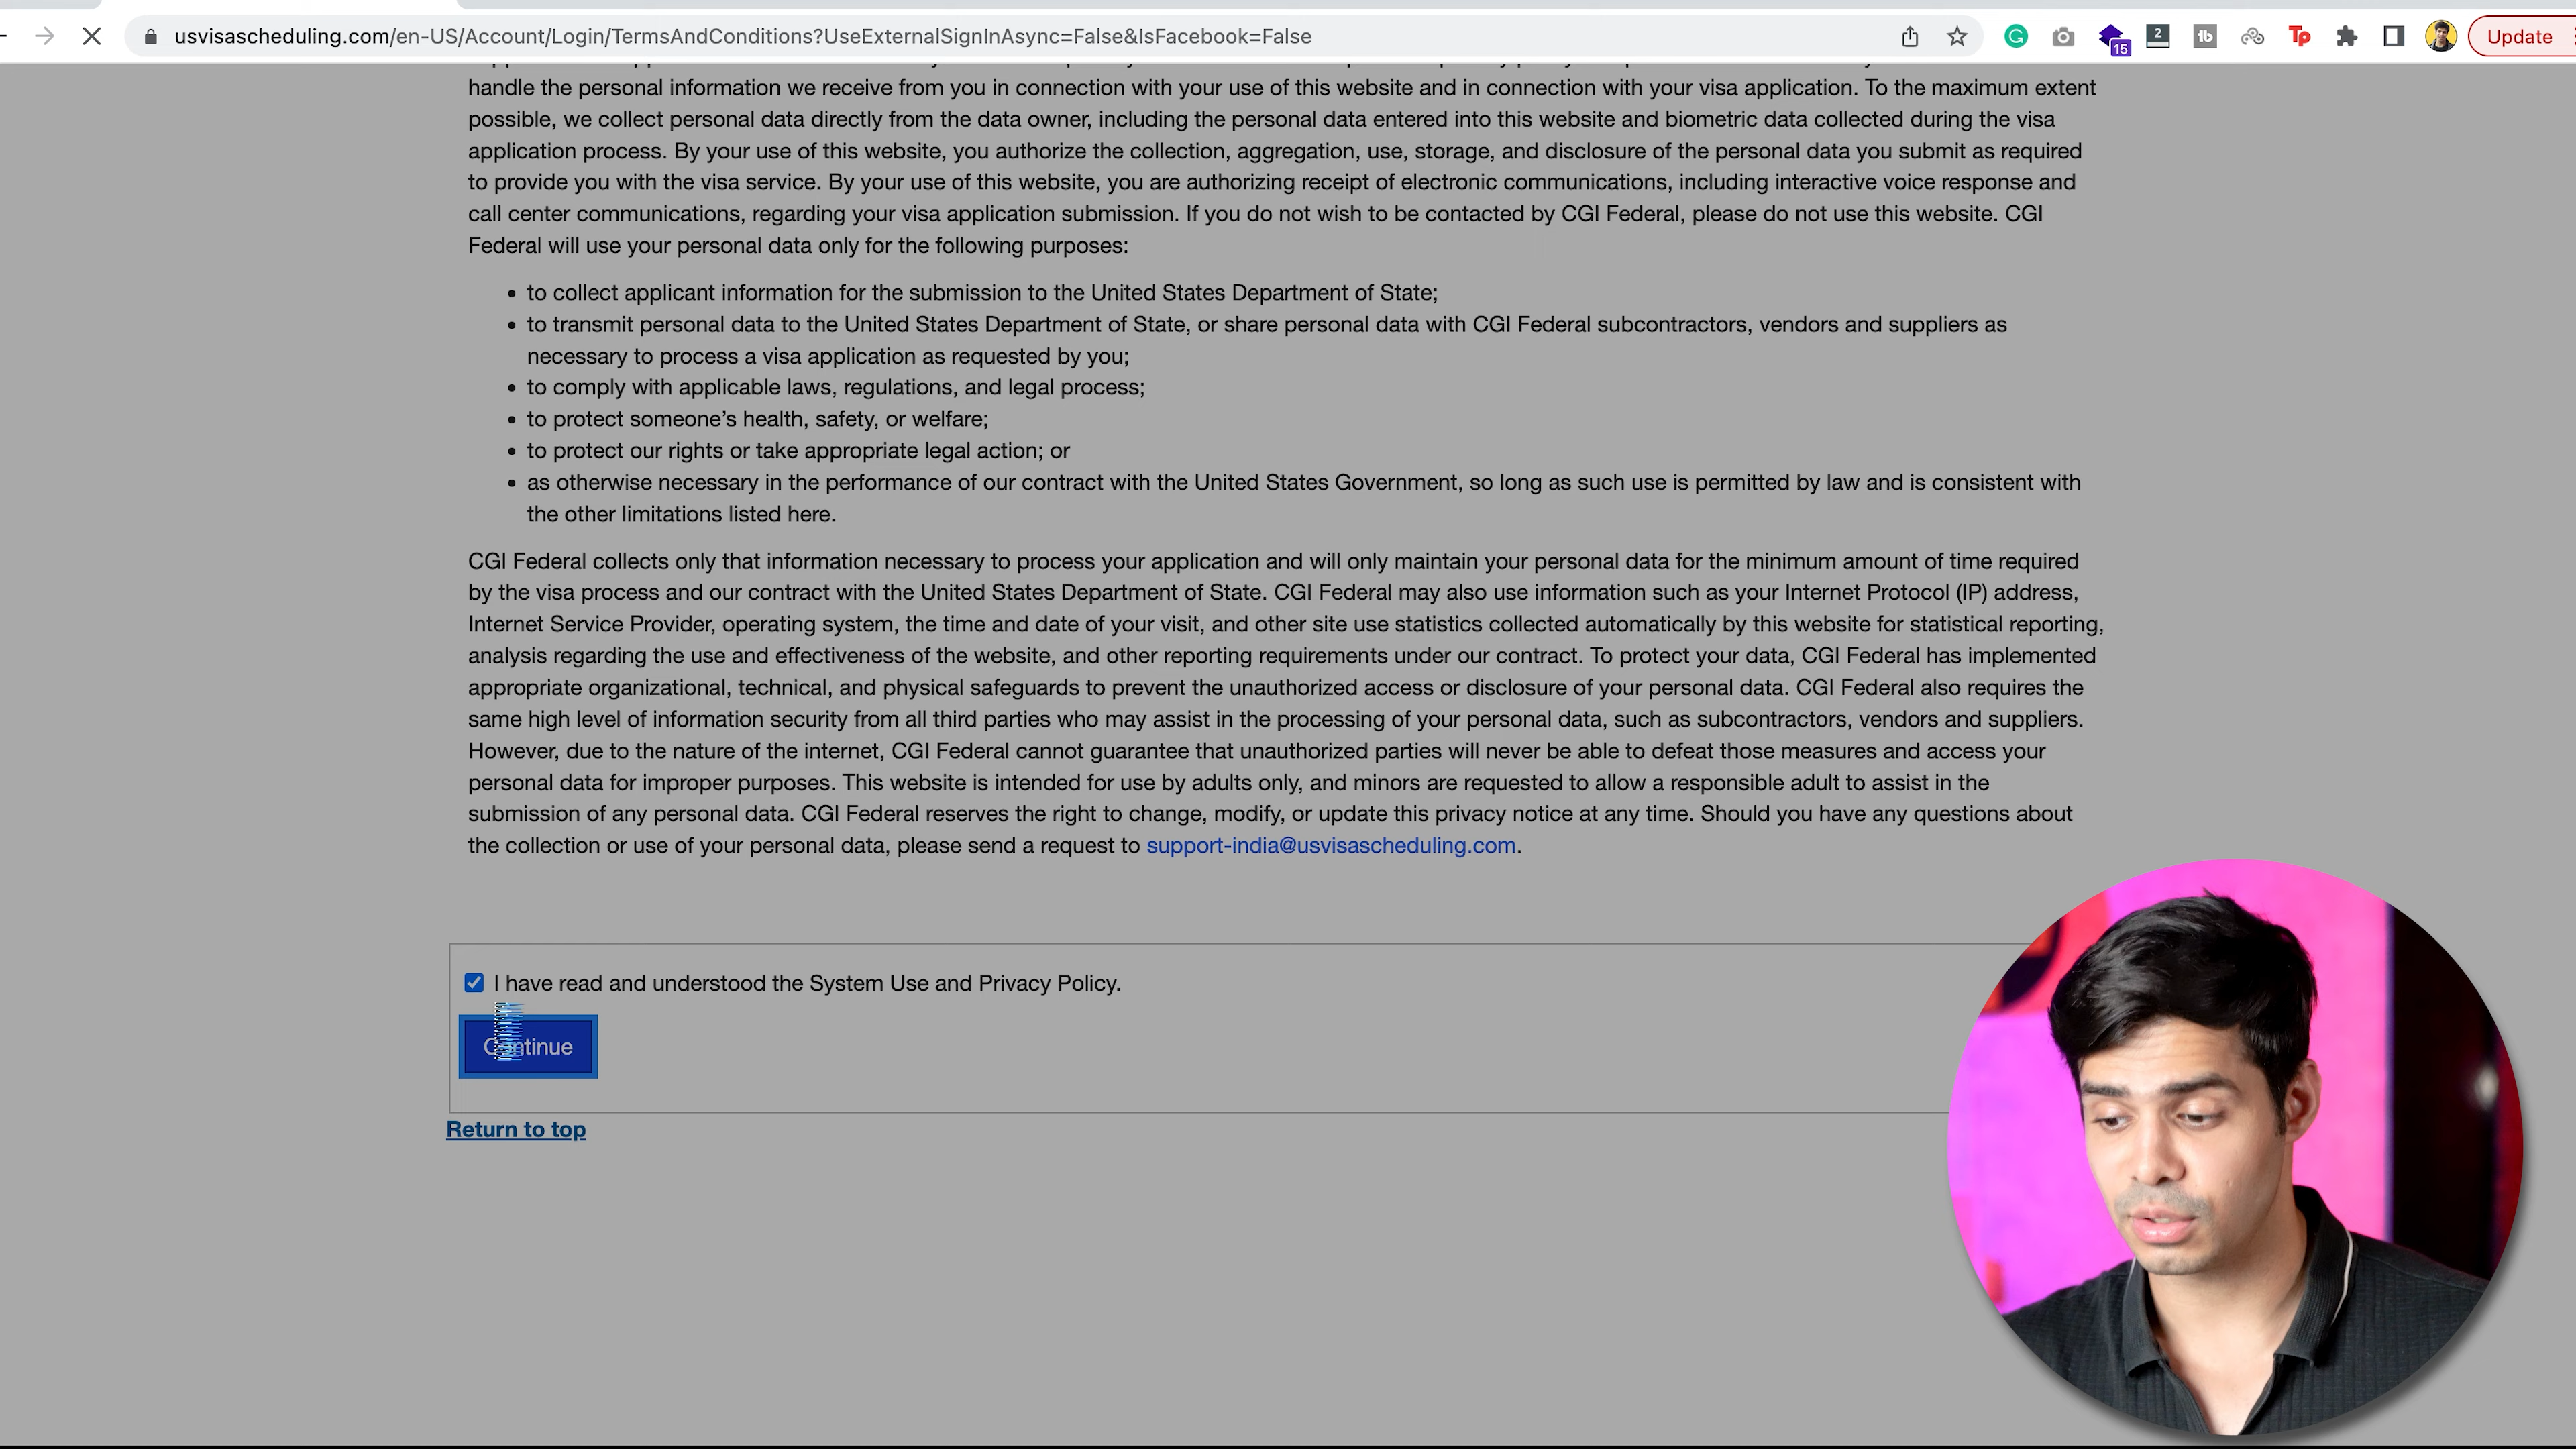 usvisascheduling.com/en-US/Account/Login/TermsAndConditions?UseExternalSignInAsync=False&IsFacebook=False
15
2
tb
Tp
Update
handle the personal information we receive from you in connection with your use of this website and in connection with your visa application. To the maximum extent
possible, we collect personal data directly from the data owner, including the personal data entered into this website and biometric data collected during the visa
application process. By your use of this website, you authorize the collection, aggregation, use, storage, and disclosure of the personal data you submit as required
to provide you with the visa service. By your use of this website, you are authorizing receipt of electronic communications, including interactive voice response and
call center communications, regarding your visa application submission. If you do not wish to be contacted by CGI Federal, please do not use this website. CGI
Federal will use your personal data only for the following purposes:
• to collect applicant information for the submission to the United States Department of State;
• to transmit personal data to the United States Department of State, or share personal data with CGI Federal subcontractors, vendors and suppliers as
necessary to process a visa application as requested by you;
• to comply with applicable laws, regulations, and legal process;
• to protect someone’s health, safety, or welfare;
• to protect our rights or take appropriate legal action; or
• as otherwise necessary in the performance of our contract with the United States Government, so long as such use is permitted by law and is consistent with
the other limitations listed here.
CGI Federal collects only that information necessary to process your application and will only maintain your personal data for the minimum amount of time required
by the visa process and our contract with the United States Department of State. CGI Federal may also use information such as your Internet Protocol (IP) address,
Internet Service Provider, operating system, the time and date of your visit, and other site use statistics collected automatically by this website for statistical reporting,
analysis regarding the use and effectiveness of the website, and other reporting requirements under our contract. To protect your data, CGI Federal has implemented
appropriate organizational, technical, and physical safeguards to prevent the unauthorized access or disclosure of your personal data. CGI Federal also requires the
same high level of information security from all third parties who may assist in the processing of your personal data, such as subcontractors, vendors and suppliers.
However, due to the nature of the internet, CGI Federal cannot guarantee that unauthorized parties will never be able to defeat those measures and access your
personal data for improper purposes. This website is intended for use by adults only, and minors are requested to allow a responsible adult to assist in the
submission of any personal data. CGI Federal reserves the right to change, modify, or update this privacy notice at any time. Should you have any questions about
the collection or use of your personal data, please send a request to support-india@usvisascheduling.com.
I have read and understood the System Use and Privacy Policy.
Continue
Return to top